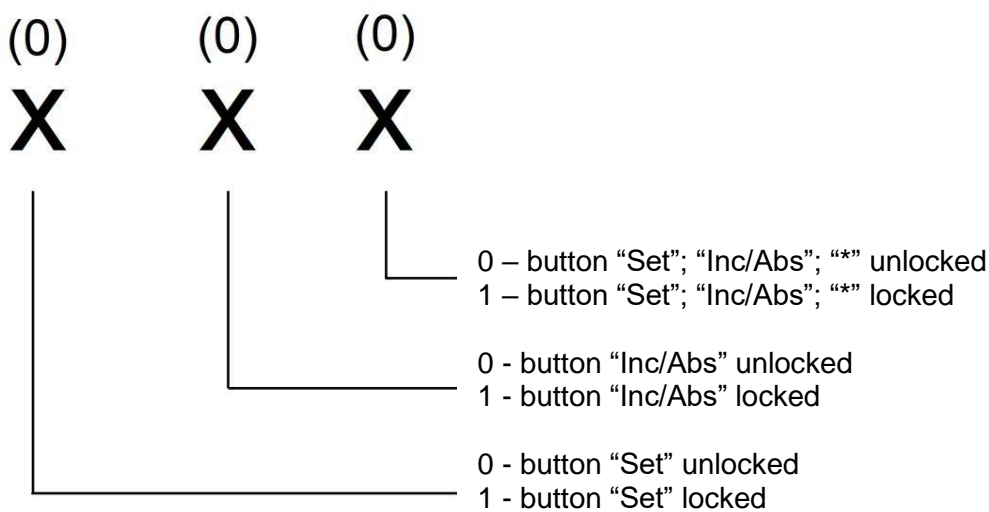 (0) (0) (0)
X X X
0 – button “Set”; “Inc/Abs”; “*” unlocked
1 – button “Set”; “Inc/Abs”; “*” locked
0 - button “Inc/Abs” unlocked
1 - button “Inc/Abs” locked
0 - button “Set” unlocked
1 - button “Set” locked